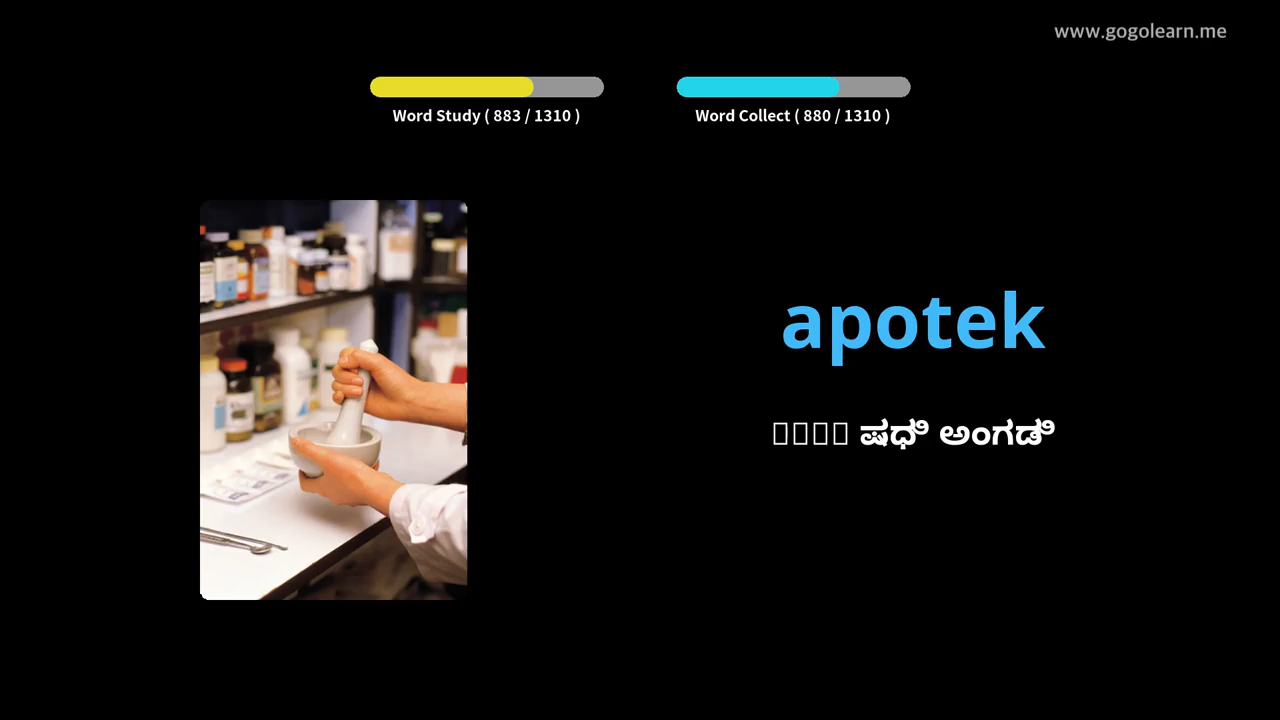 www.gogolearn.me
Word Study ( 883 / 1310 )
Word Collect ( 880 / 1310 )
apotek
ಷಧಿ ಅಂಗಡಿ